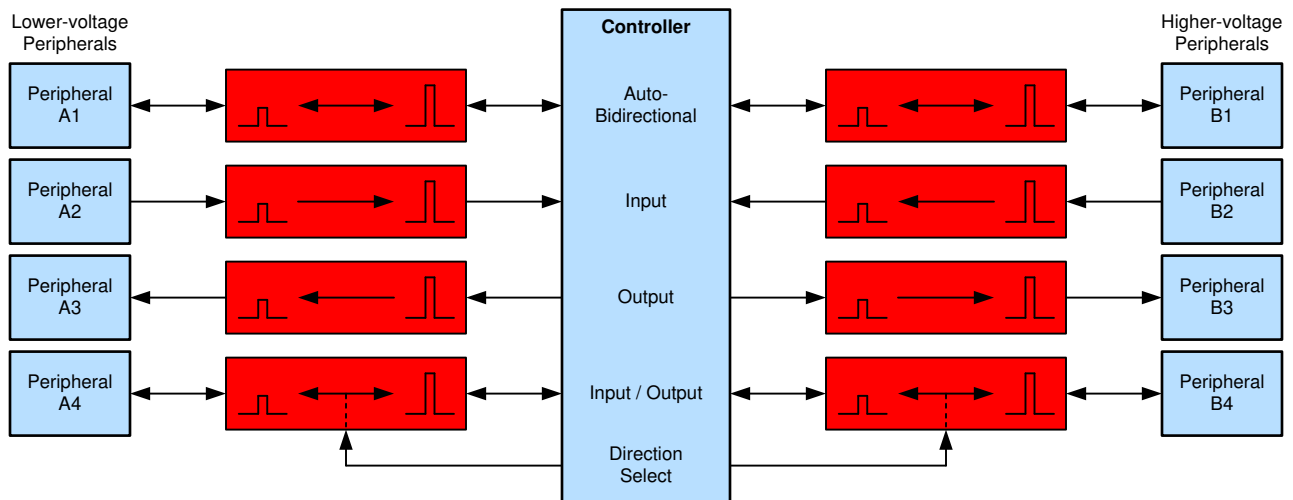 Lower-voltage
Peripherals
Controller
Higher-voltage
Peripherals
Peripheral
A1
Auto-
Bidirectional
Peripheral
B1
Peripheral
A2
Input
Peripheral
B2
Peripheral
A3
Output
Peripheral
B3
Peripheral
A4
Input / Output
Peripheral
B4
Direction
Select